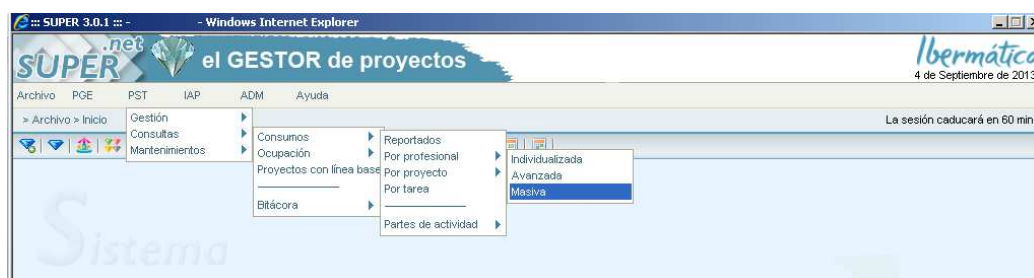 ::: SUPER 3.0.1 ::: - - Windows Internet Explorer
SUPER.net el GESTOR de proyectos
Ibermática
4 de Septiembre de 2013
Archivo PGE PST IAP ADM Ayuda
> Archivo > Inicio
La sesión caducará en 60 min
Gestión
Consultas
Mantenimientos
Consumos
Ocupación
Proyectos con línea base
Bitácora
Reportados
Por profesional
Por proyecto
Por tarea
Partes de actividad
Individualizada
Avanzada
Masiva
Sistema